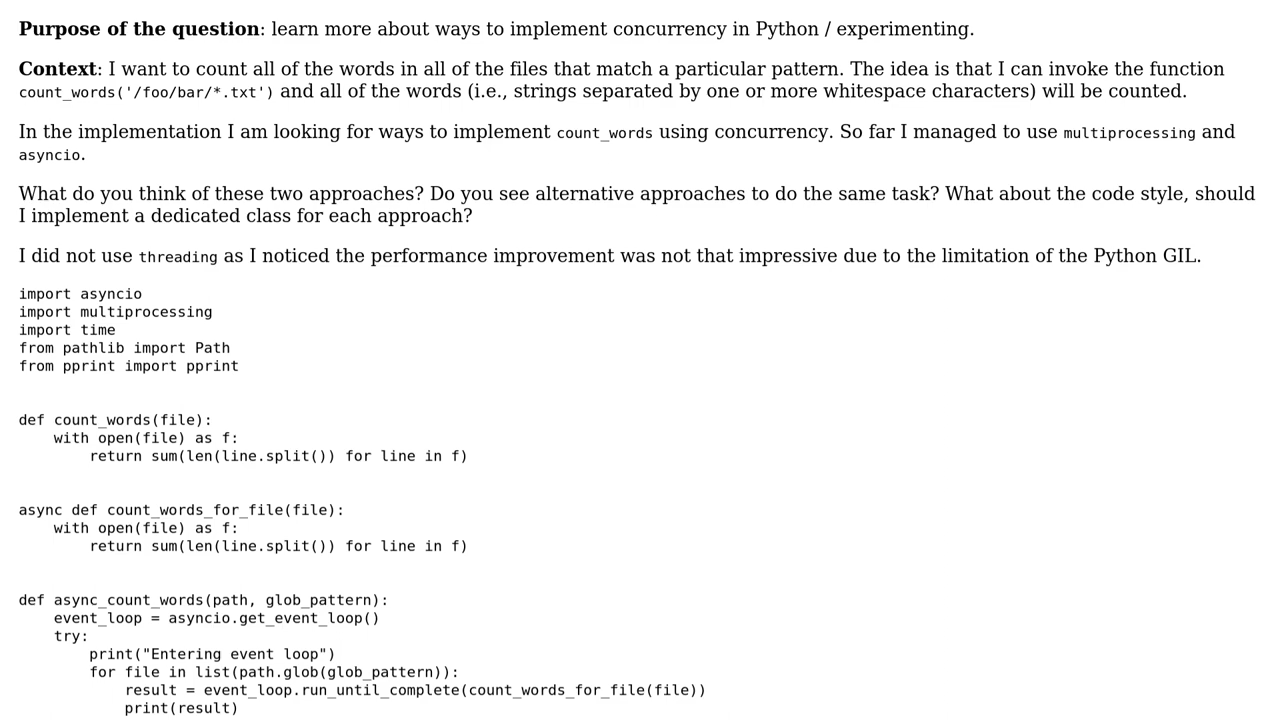 Purpose of the question: learn more about ways to implement concurrency in Python / experimenting.
Context: I want to count all of the words in all of the files that match a particular pattern. The idea is that I can invoke the function
count_words('/foo/bar/*.txt') and all of the words (i.e., strings separated by one or more whitespace characters) will be counted.
In the implementation I am looking for ways to implement count_words using concurrency. So far I managed to use multiprocessing and
asyncio.
What do you think of these two approaches? Do you see alternative approaches to do the same task? What about the code style, should
I implement a dedicated class for each approach?
I did not use threading as I noticed the performance improvement was not that impressive due to the limitation of the Python GIL.
import asyncio
import multiprocessing
import time
from pathlib import Path
from pprint import pprint
def count_words(file):
    with open(file) as f:
        return sum(len(line.split()) for line in f)
async def count_words_for_file(file):
    with open(file) as f:
        return sum(len(line.split()) for line in f)
def async_count_words(path, glob_pattern):
    event_loop = asyncio.get_event_loop()
    try:
        print("Entering event loop")
        for file in list(path.glob(glob_pattern)):
            result = event_loop.run_until_complete(count_words_for_file(file))
            print(result)